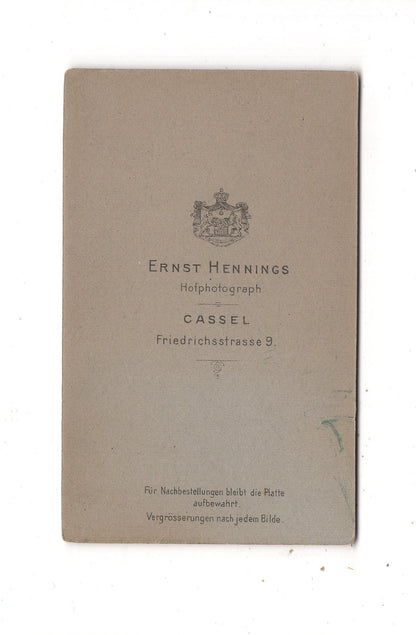 ERNST HENNINGS
Hofphotograph
CASSEL
Friedrichsstrasse 9.
Für Nachbestellungen bleibt die Platte
aufbewahrt.
Vergrösserungen nach jedem Bilde.